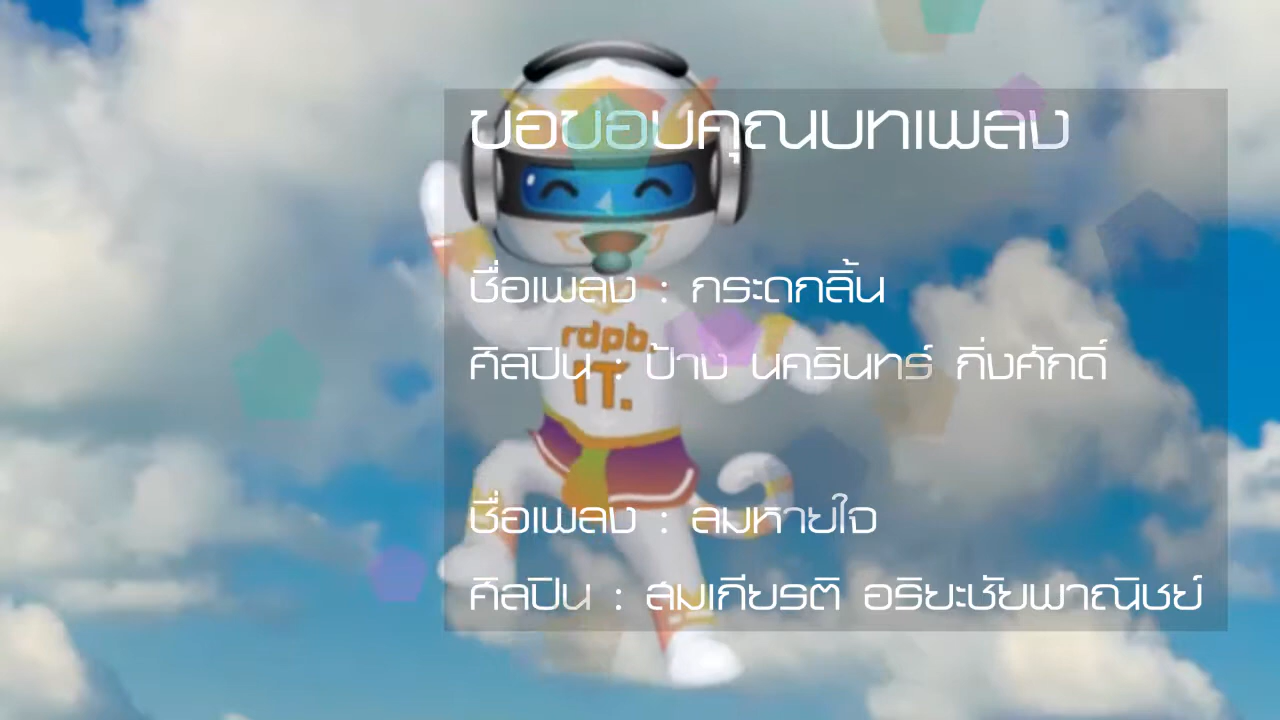 ขอขอบคุณบทเพลง
ชื่อเพลง : กระดกลิ้น
rdpb.
ศิลปิน : ป้าง นครินทร์ กิ่งศักดิ์
IT.
ชื่อเพลง : ลมหายใจ
ศิลปิน : สมเกียรติ อริยะชัยพาณิชย์